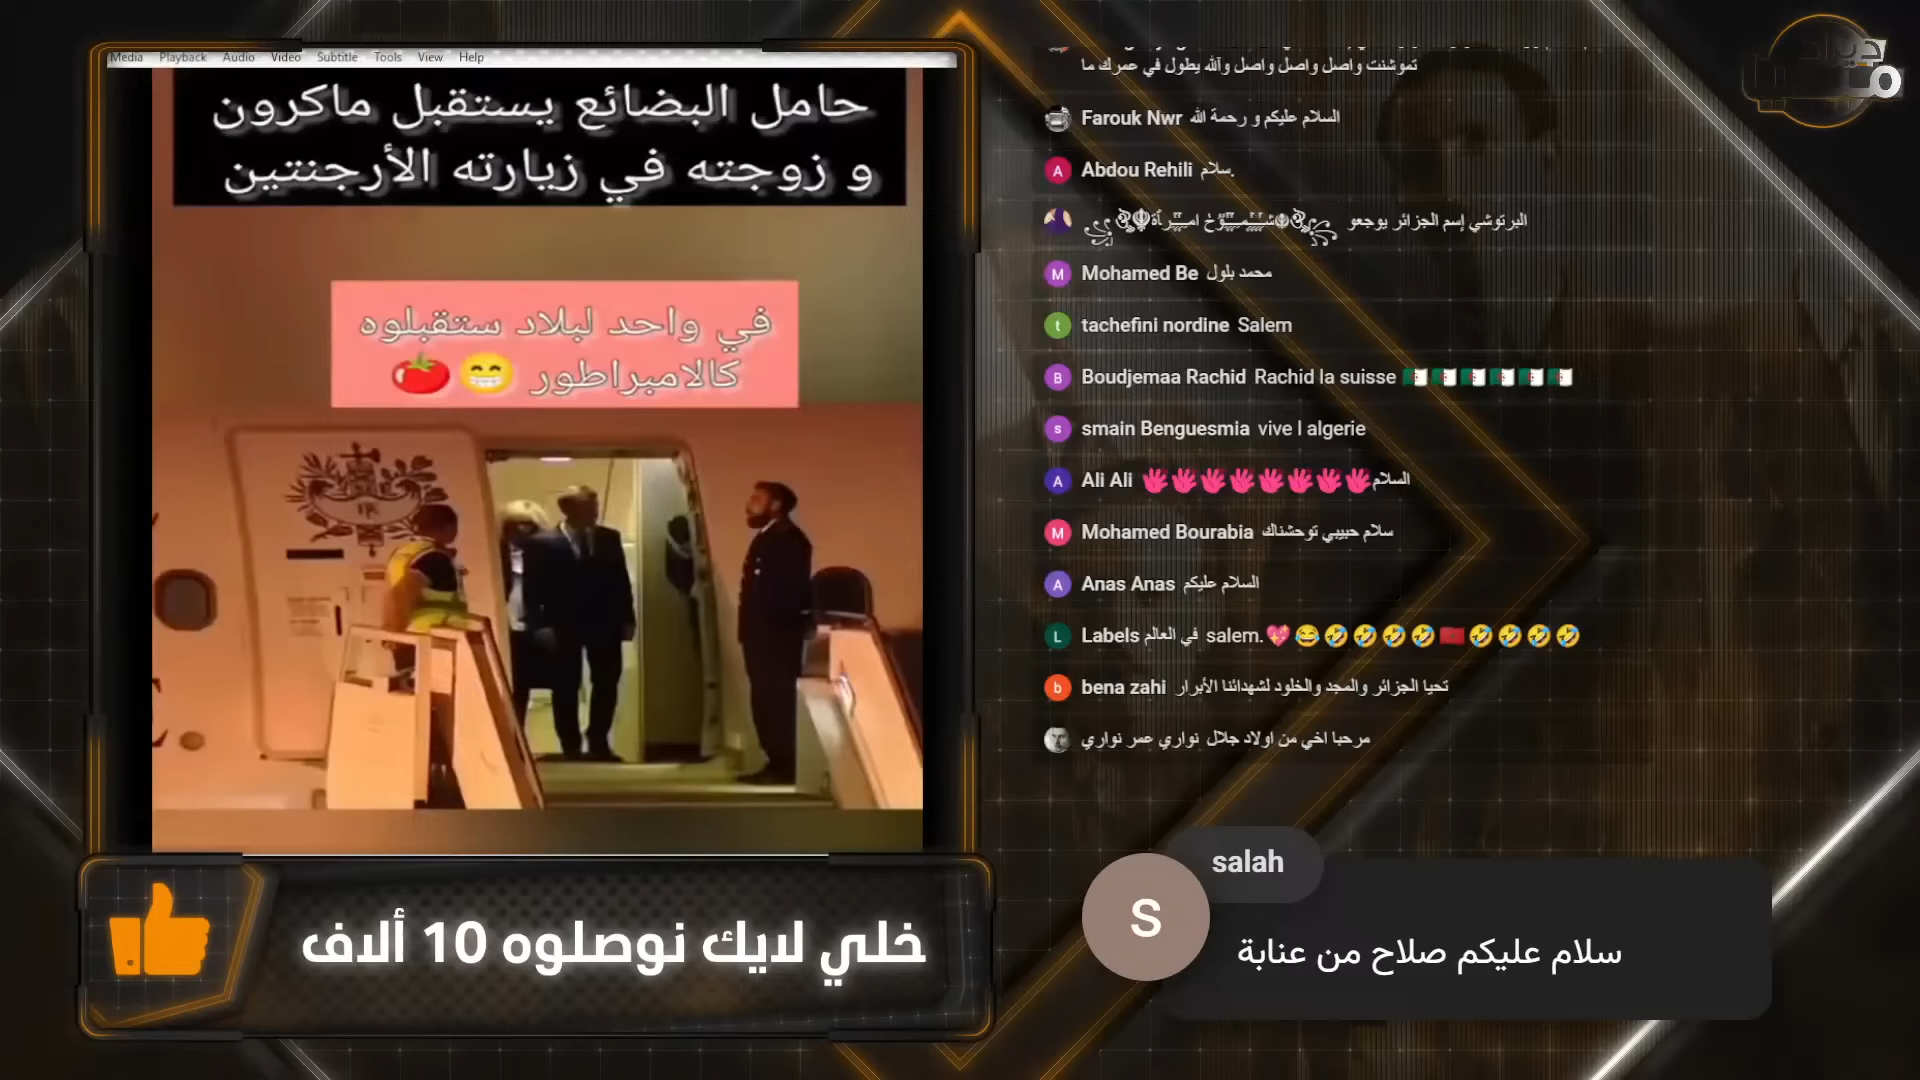 Media Playback Audio Video Subtitle Tools View Help
حامل البضائع يستقبل ماكرون
و زوجته في زيارته الأرجنتين
في واحد لبلاد ستقبلوه
كالامبراطور 😁🍅
خلي لايك نوصلوه 10 ألاف
تموشنت واصل واصل واصل والله يطول في عمرك ما
Farouk Nwr السلام عليكم و رحمة الله
A Abdou Rehili سلام.
البرتوشي إسم الجزائر يوجعو
M Mohamed Be محمد بلول
t tachefini nordine Salem
B Boudjemaa Rachid Rachid la suisse 🇩🇿🇩🇿🇩🇿🇩🇿🇩🇿🇩🇿
s smain Benguesmia vive l algerie
A Ali Ali السلام
M Mohamed Bourabia سلام حبيبي توحشناك
A Anas Anas السلام عليكم
L Labels في العالم salem.💖😂🤣🤣🤣🤣🇲🇦🤣🤣🤣🤣
b bena zahi تحيا الجزائر والمجد والخلود لشهدائنا الأبرار
مرحبا اخي من اولاد جلال نواري عمر نواري
salah
S
سلام عليكم صلاح من عنابة